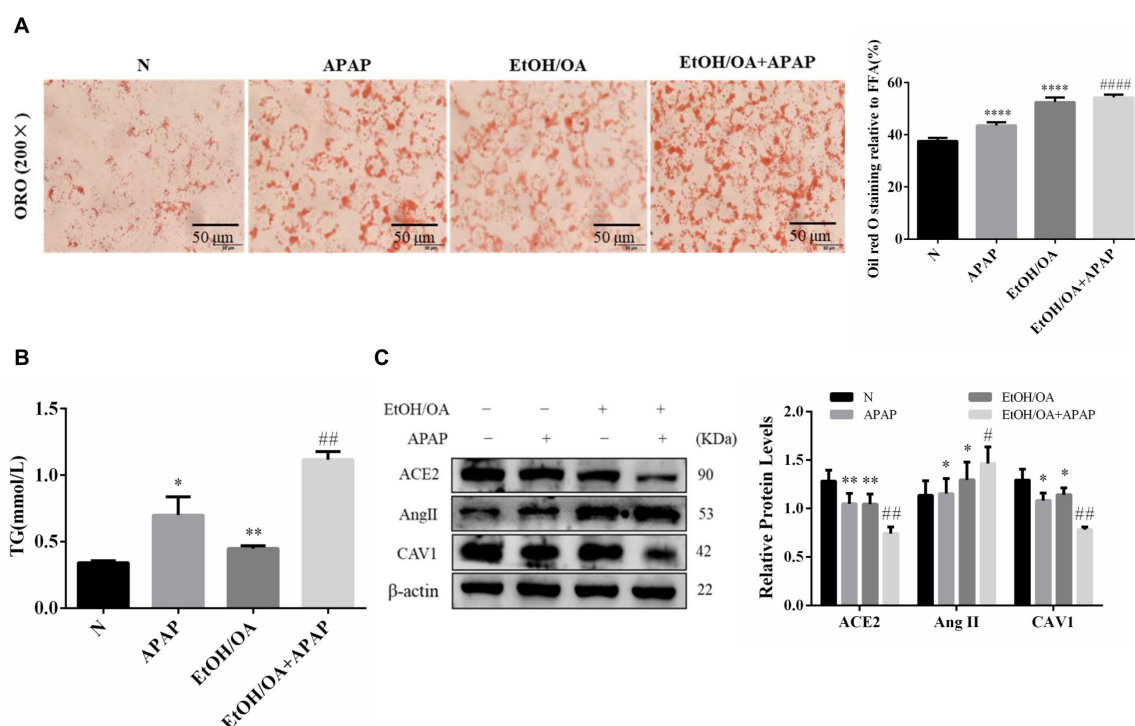 A
N
APAP
EtOH/OA
EtOH/OA+APAP
ORO (200×)
50 μm
50 μm
50 μm
50 μm
Oil red O staining relative to FFA(%)
80
60
40
20
0
****
****
####
N
APAP
EtOH/OA
EtOH/OA+APAP
B
TG(mmol/L)
1.5
1.0
0.5
0.0
*
**
##
N
APAP
EtOH/OA
EtOH/OA+APAP
C
EtOH/OA – – + +
APAP – + – + (KDa)
ACE2 90
AngII 53
CAV1 42
β-actin 22
Relative Protein Levels
N
EtOH/OA
APAP
EtOH/OA+APAP
2.0
1.5
1.0
0.5
0.0
** ** ##
* * #
* * ##
ACE2 Ang II CAV1